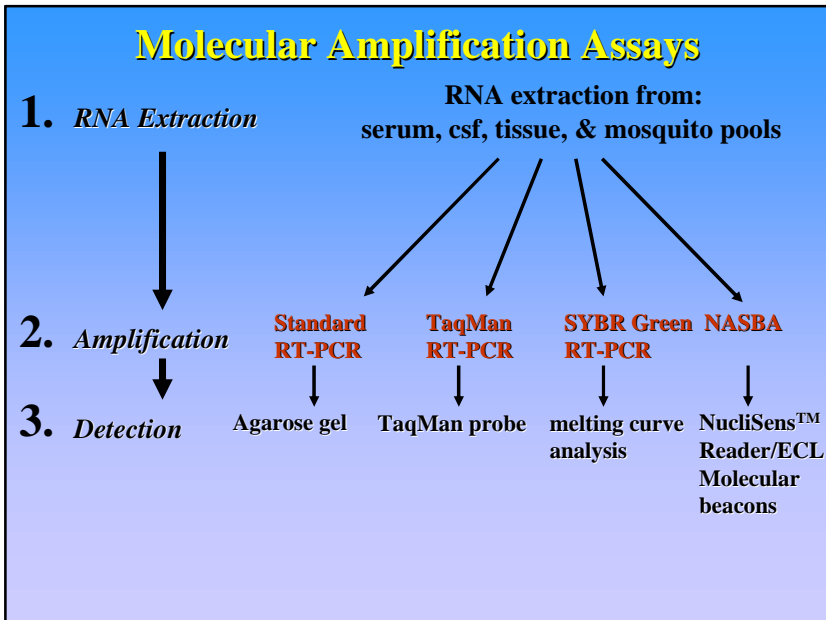 Molecular Amplification Assays
1. RNA Extraction
RNA extraction from:
serum, csf, tissue, & mosquito pools
2. Amplification
Standard
RT-PCR
TaqMan
RT-PCR
SYBR Green
RT-PCR
NASBA
3. Detection
Agarose gel
TaqMan probe
melting curve
analysis
NucliSens™
Reader/ECL
Molecular
beacons